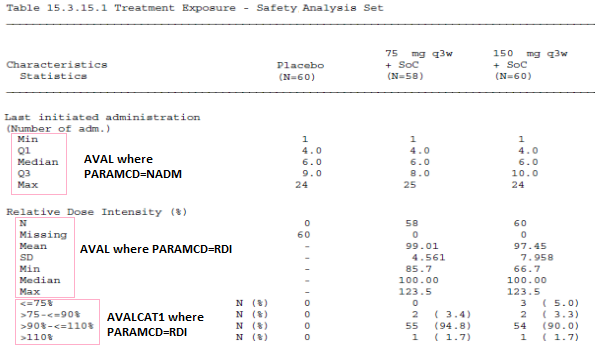 Table 15.3.15.1 Treatment Exposure - Safety Analysis Set
75 mg q3w 150 mg q3w
Characteristics Placebo + SoC + SoC
Statistics (N=60) (N=58) (N=60)
Last initiated administration
(Number of adm.)
Min 1 1 1
Q1 4.0 4.0 4.0
Median 6.0 6.0 6.0
Q3 9.0 8.0 10.0
Max 24 25 24
AVAL where
PARAMCD=NADM
Relative Dose Intensity (%)
N 0 58 60
Missing 60 0 0
Mean - 99.01 97.45
SD - 4.561 7.958
Min - 85.7 66.7
Median - 100.00 100.00
Max - 123.5 123.5
AVAL where PARAMCD=RDI
<=75% N (%) 0 0 3 ( 5.0)
>75-<=90% N (%) 0 2 ( 3.4) 2 ( 3.3)
>90%-<=110% N (%) 0 55 (94.8) 54 (90.0)
>110% N (%) 0 1 ( 1.7) 1 ( 1.7)
AVALCAT1 where
PARAMCD=RDI